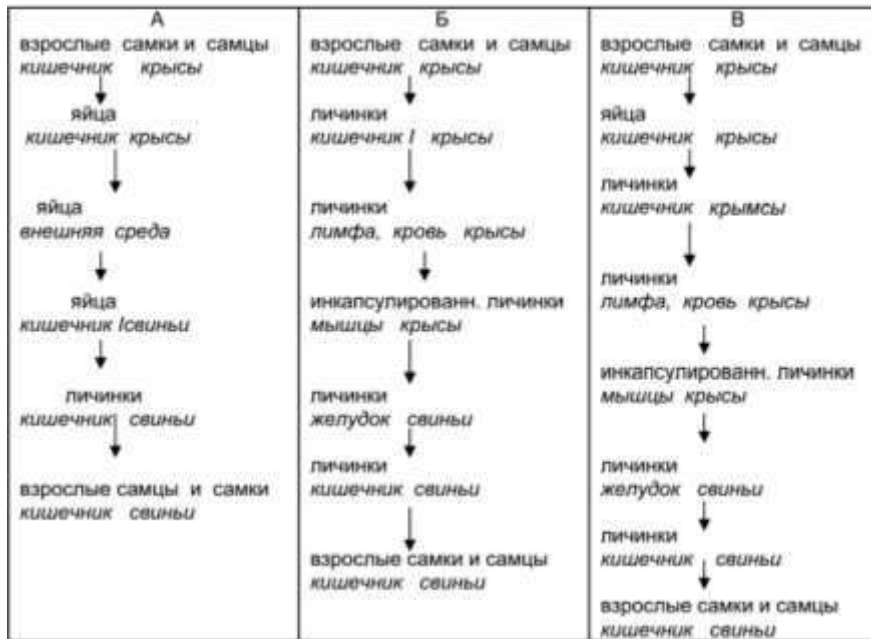 А
взрослые самки и самцы
кишечник крысы
яйца
кишечник крысы
яйца
внешняя среда
яйца
кишечник Iсвиньи
личинки
кишечник свиньи
взрослые самцы и самки
кишечник свиньи
Б
взрослые самки и самцы
кишечник крысы
личинки
кишечник I крысы
личинки
лимфа, кровь крысы
инкапсулированн. личинки
мышцы крысы
личинки
желудок свиньи
личинки
кишечник свиньи
взрослые самки и самцы
кишечник свиньи
В
взрослые самки и самцы
кишечник крысы
яйца
кишечник крысы
личинки
кишечник крымсы
личинки
лимфа, кровь крысы
инкапсулированн. личинки
мышцы крысы
личинки
желудок свиньи
личинки
кишечник свиньи
взрослые самки и самцы
кишечник свиньи